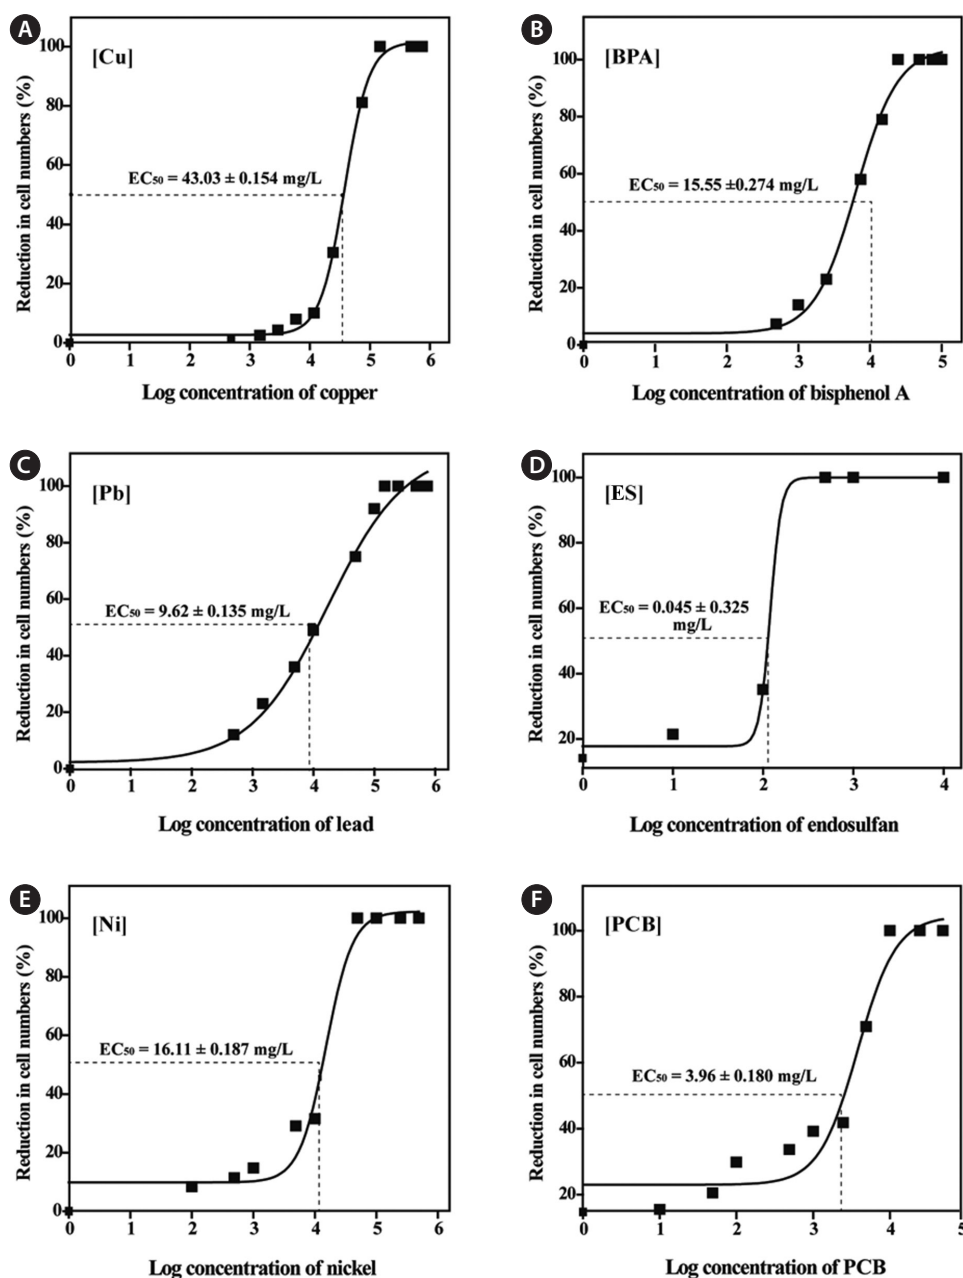 A
[Cu]
EC50 = 43.03 ± 0.154 mg/L
Reduction in cell numbers (%)
100
80
60
40
20
0
0 1 2 3 4 5 6
Log concentration of copper
B
[BPA]
EC50 = 15.55 ±0.274 mg/L
Reduction in cell numbers (%)
100
80
60
40
20
0
0 1 2 3 4 5
Log concentration of bisphenol A
C
[Pb]
EC50 = 9.62 ± 0.135 mg/L
Reduction in cell numbers (%)
100
80
60
40
20
0
0 1 2 3 4 5 6
Log concentration of lead
D
[ES]
EC50 = 0.045 ± 0.325
mg/L
Reduction in cell numbers (%)
100
80
60
40
20
0 1 2 3 4
Log concentration of endosulfan
E
[Ni]
EC50 = 16.11 ± 0.187 mg/L
Reduction in cell numbers (%)
100
80
60
40
20
0
0 1 2 3 4 5 6
Log concentration of nickel
F
[PCB]
EC50 = 3.96 ± 0.180 mg/L
Reduction in cell numbers (%)
100
80
60
40
20
0 1 2 3 4 5
Log concentration of PCB